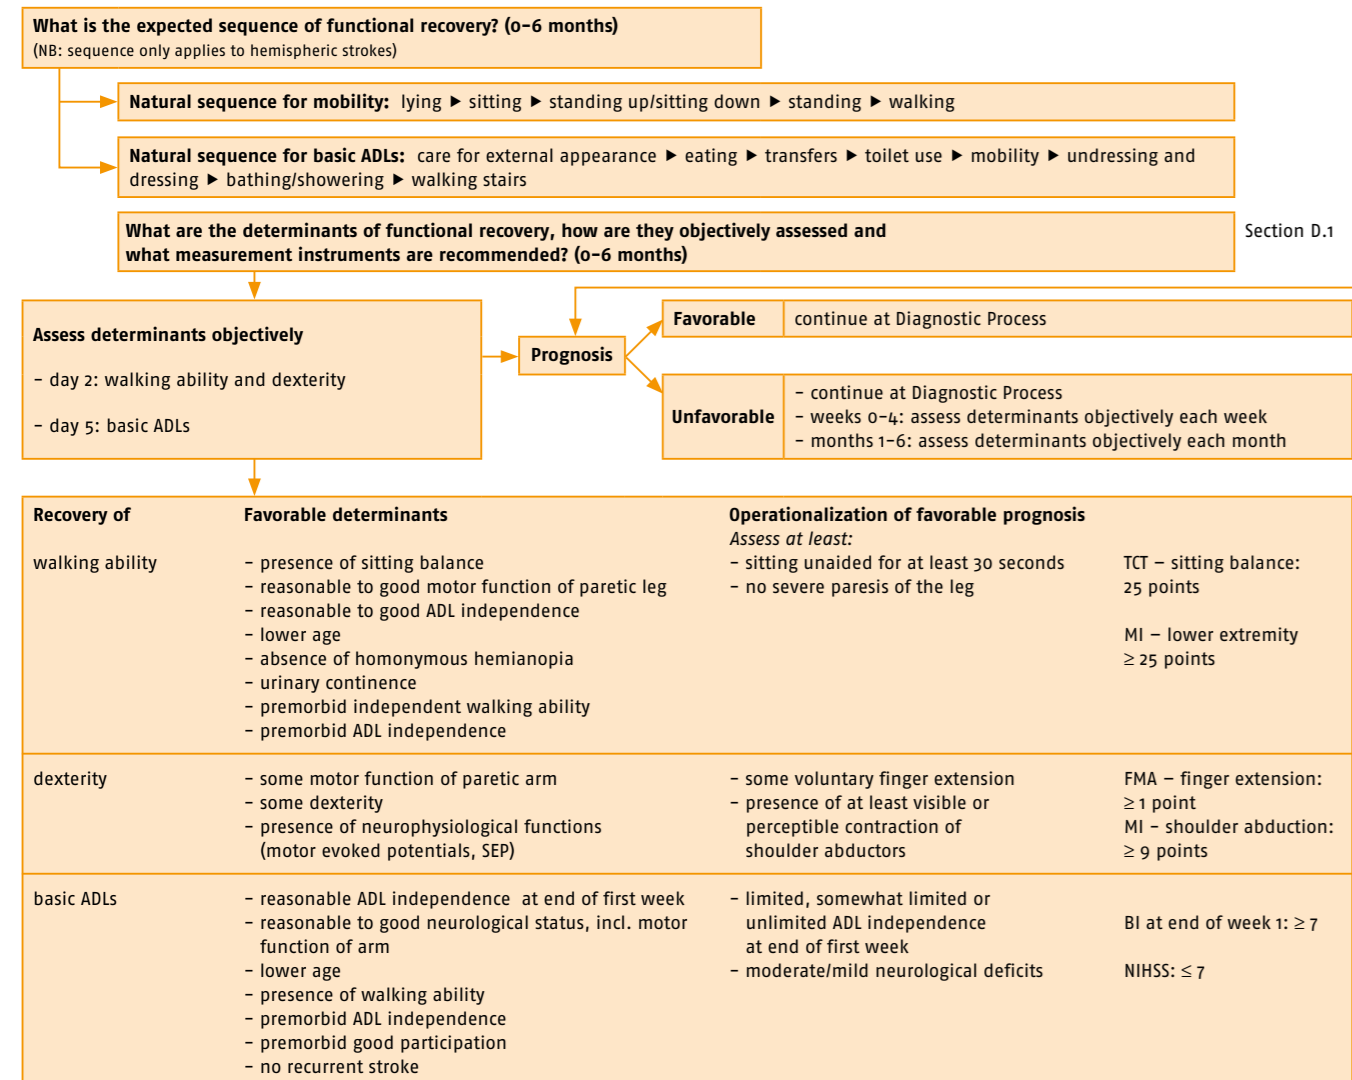 What is the expected sequence of functional recovery? (0-6 months)
(NB: sequence only applies to hemispheric strokes)
Natural sequence for mobility: lying ► sitting ► standing up/sitting down ► standing ► walking
Natural sequence for basic ADLs: care for external appearance ► eating ► transfers ► toilet use ► mobility ► undressing and
dressing ► bathing/showering ► walking stairs
What are the determinants of functional recovery, how are they objectively assessed and
what measurement instruments are recommended? (0-6 months)
Section D.1
Assess determinants objectively
– day 2: walking ability and dexterity
– day 5: basic ADLs
Prognosis
Favorable
continue at Diagnostic Process
Unfavorable
– continue at Diagnostic Process
– weeks 0-4: assess determinants objectively each week
– months 1-6: assess determinants objectively each month
Recovery of
Favorable determinants
Operationalization of favorable prognosis
Assess at least:
walking ability
– presence of sitting balance
– reasonable to good motor function of paretic leg
– reasonable to good ADL independence
– lower age
– absence of homonymous hemianopia
– urinary continence
– premorbid independent walking ability
– premorbid ADL independence
– sitting unaided for at least 30 seconds
– no severe paresis of the leg
TCT – sitting balance:
25 points
MI – lower extremity
≥ 25 points
dexterity
– some motor function of paretic arm
– some dexterity
– presence of neurophysiological functions
(motor evoked potentials, SEP)
– some voluntary finger extension
– presence of at least visible or
perceptible contraction of
shoulder abductors
FMA – finger extension:
≥ 1 point
MI – shoulder abduction:
≥ 9 points
basic ADLs
– reasonable ADL independence at end of first week
– reasonable to good neurological status, incl. motor
function of arm
– lower age
– presence of walking ability
– premorbid ADL independence
– premorbid good participation
– no recurrent stroke
– limited, somewhat limited or
unlimited ADL independence
at end of first week
– moderate/mild neurological deficits
BI at end of week 1: ≥ 7
NIHSS: ≤ 7